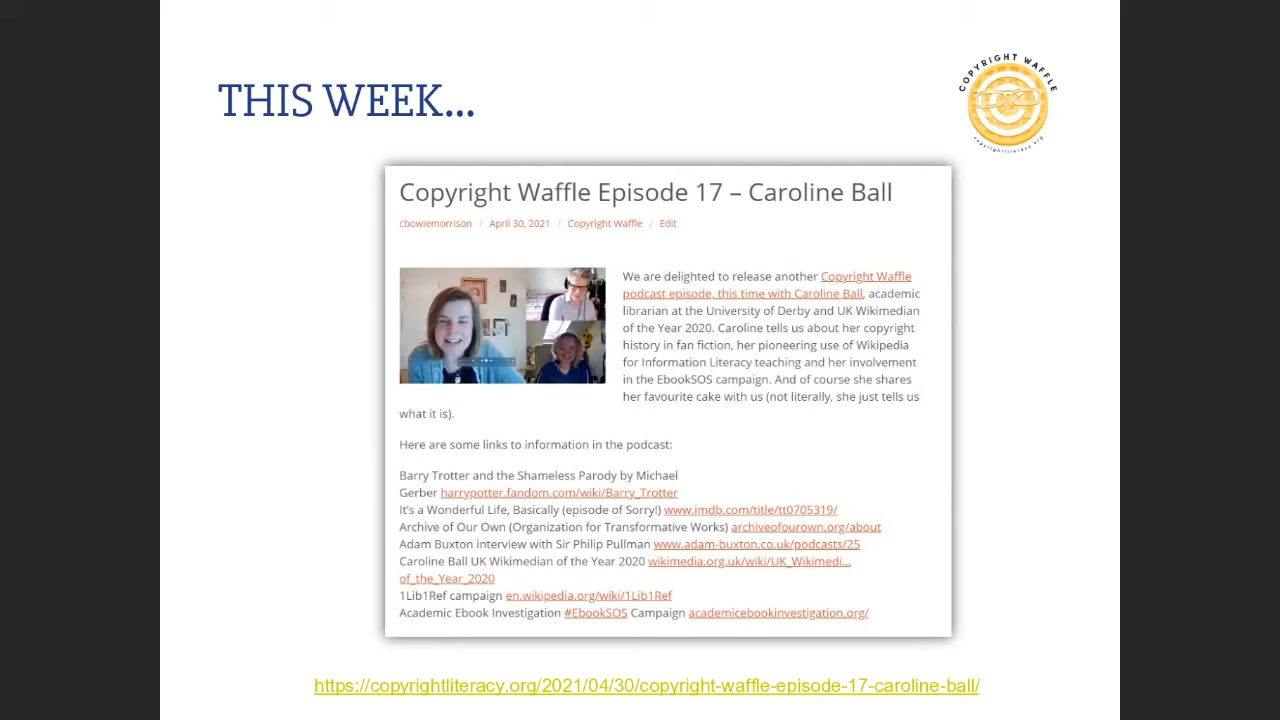 THIS WEEK...
COPYRIGHT WAFFLE
copyrightliteracy.org
Copyright Waffle Episode 17 – Caroline Ball
cbowiemorrison / April 30, 2021 / Copyright Waffle / Edit
We are delighted to release another Copyright Waffle
podcast episode, this time with Caroline Ball, academic
librarian at the University of Derby and UK Wikimedian
of the Year 2020. Caroline tells us about her copyright
history in fan fiction, her pioneering use of Wikipedia
for Information Literacy teaching and her involvement
in the EbookSOS campaign. And of course she shares
her favourite cake with us (not literally, she just tells us
what it is).
Here are some links to information in the podcast:
Barry Trotter and the Shameless Parody by Michael
Gerber harrypotter.fandom.com/wiki/Barry_Trotter
It's a Wonderful Life, Basically (episode of Sorry!) www.imdb.com/title/tt0705319/
Archive of Our Own (Organization for Transformative Works) archiveofourown.org/about
Adam Buxton interview with Sir Philip Pullman www.adam-buxton.co.uk/podcasts/25
Caroline Ball UK Wikimedian of the Year 2020 wikimedia.org.uk/wiki/UK_Wikimedi...
of_the_Year_2020
1Lib1Ref campaign en.wikipedia.org/wiki/1Lib1Ref
Academic Ebook Investigation #EbookSOS Campaign academicebookinvestigation.org/
https://copyrightliteracy.org/2021/04/30/copyright-waffle-episode-17-caroline-ball/